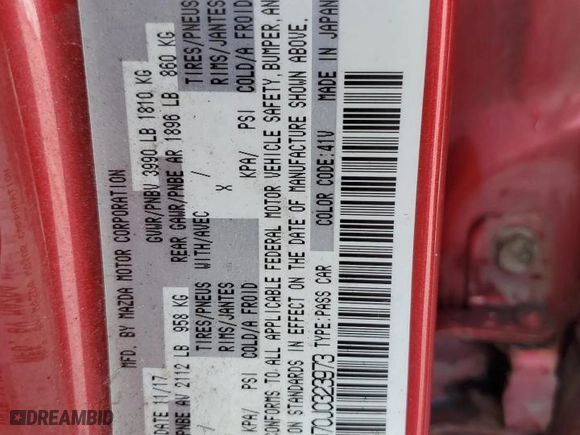 MFD. BY MAZDA MOTOR CORPORATION
DATE 11/17 GVWR/PNBV 3990 LB 1810 KG
PNBE AV 2112 LB 958 KG REAR GAWR/PNBE AR 1896 LB 860 KG
TIRES/PNEUS WITH/AVEC / TIRES/PNEUS
RIMS/JANTES X RIMS/JANTES
COLD/A FROID KPA/ PSI COLD/A FROID
KPA/ PSI
CONFORMS TO ALL APPLICABLE FEDERAL MOTOR VEHICLE SAFETY, BUMPER, AN
ON STANDARDS IN EFFECT ON THE DATE OF MANUFACTURE SHOWN ABOVE.
70J0323973 TYPE:PASS CAR COLOR CODE:41V MADE IN JAPAN
DREAMBID